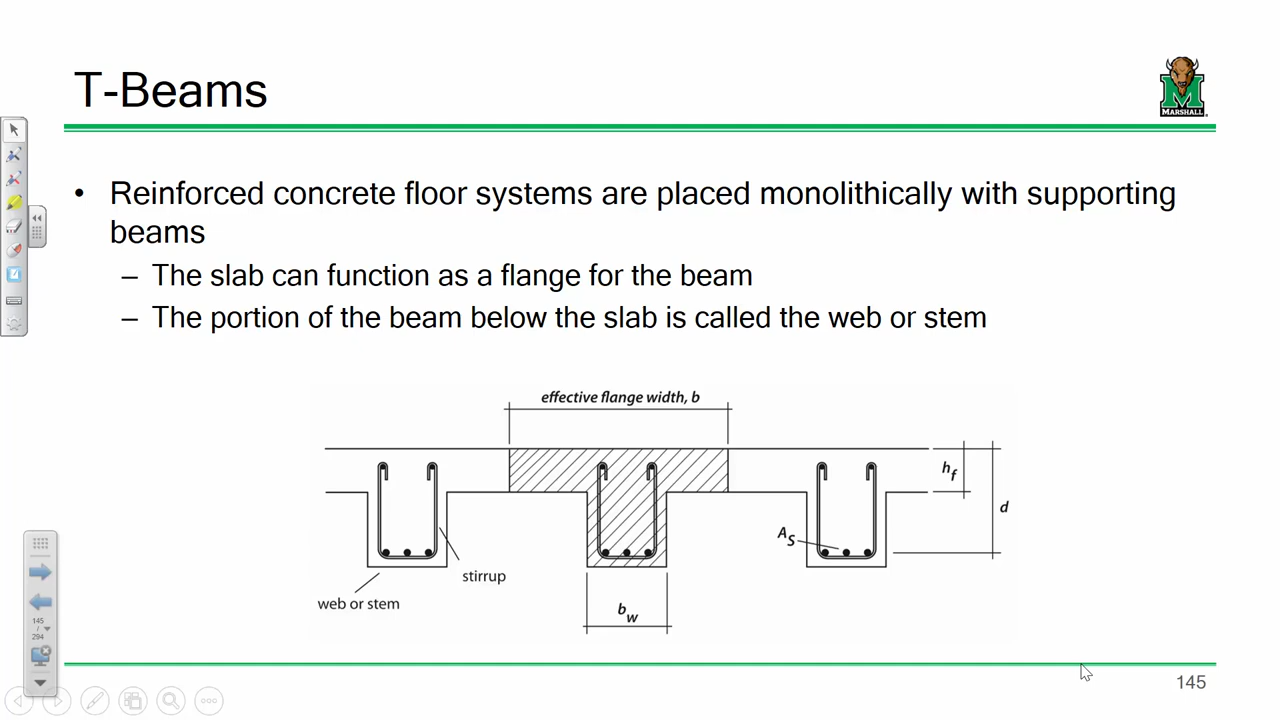 T-Beams
MARSHALL
• Reinforced concrete floor systems are placed monolithically with supporting
beams
– The slab can function as a flange for the beam
– The portion of the beam below the slab is called the web or stem
effective flange width, b
hf
d
AS
stirrup
web or stem
bw
145
/
294
145